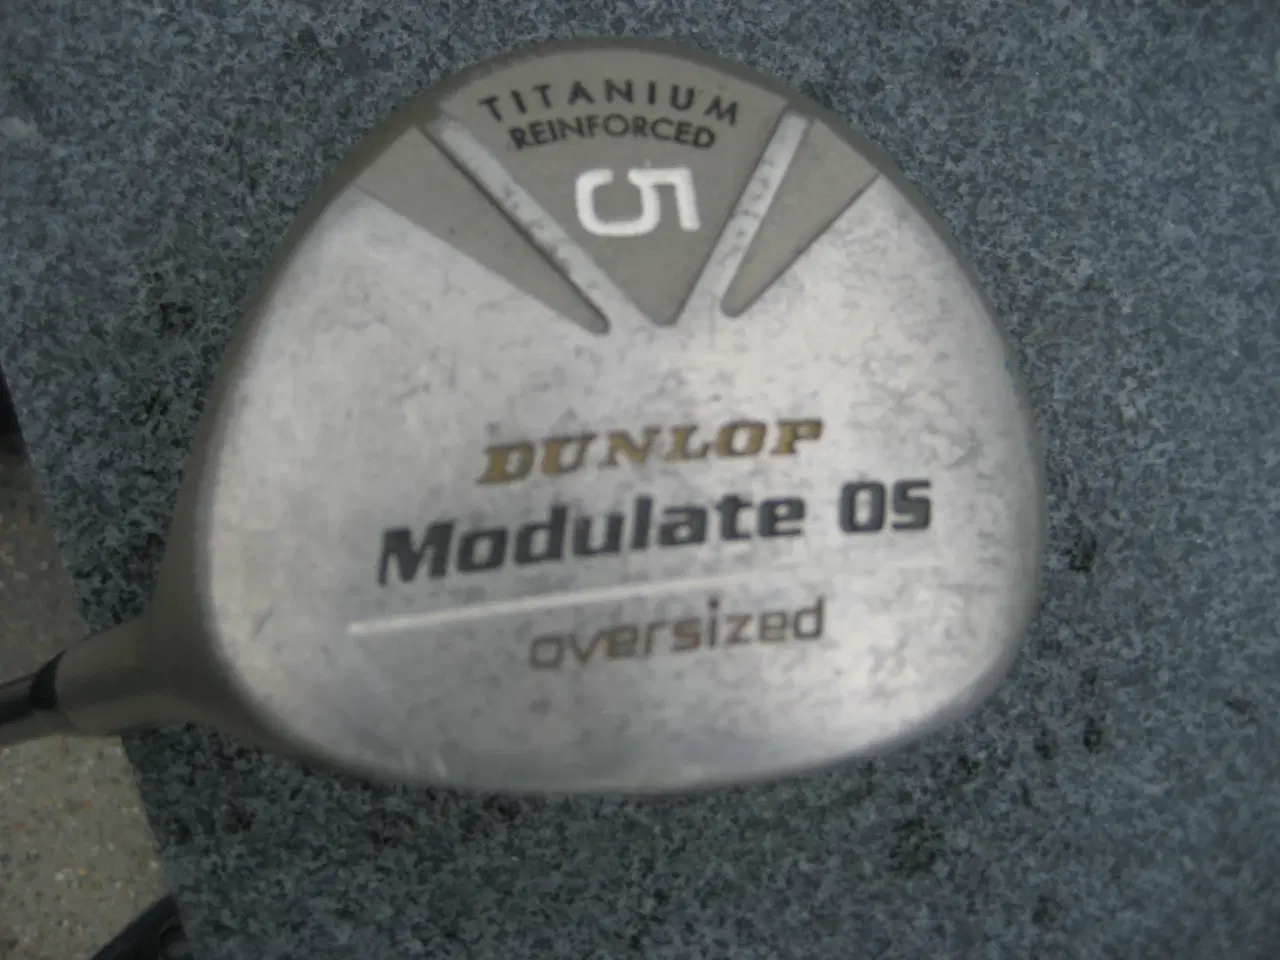 TITANIUM
REINFORCED
5
DUNLOP
Modulate OS
oversized